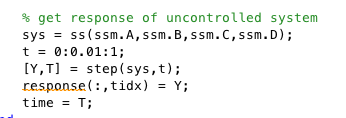 % get response of uncontrolled system
sys = ss(ssm.A,ssm.B,ssm.C,ssm.D);
t = 0:0.01:1;
[Y,T] = step(sys,t);
response(:,tidx) = Y;
time = T;